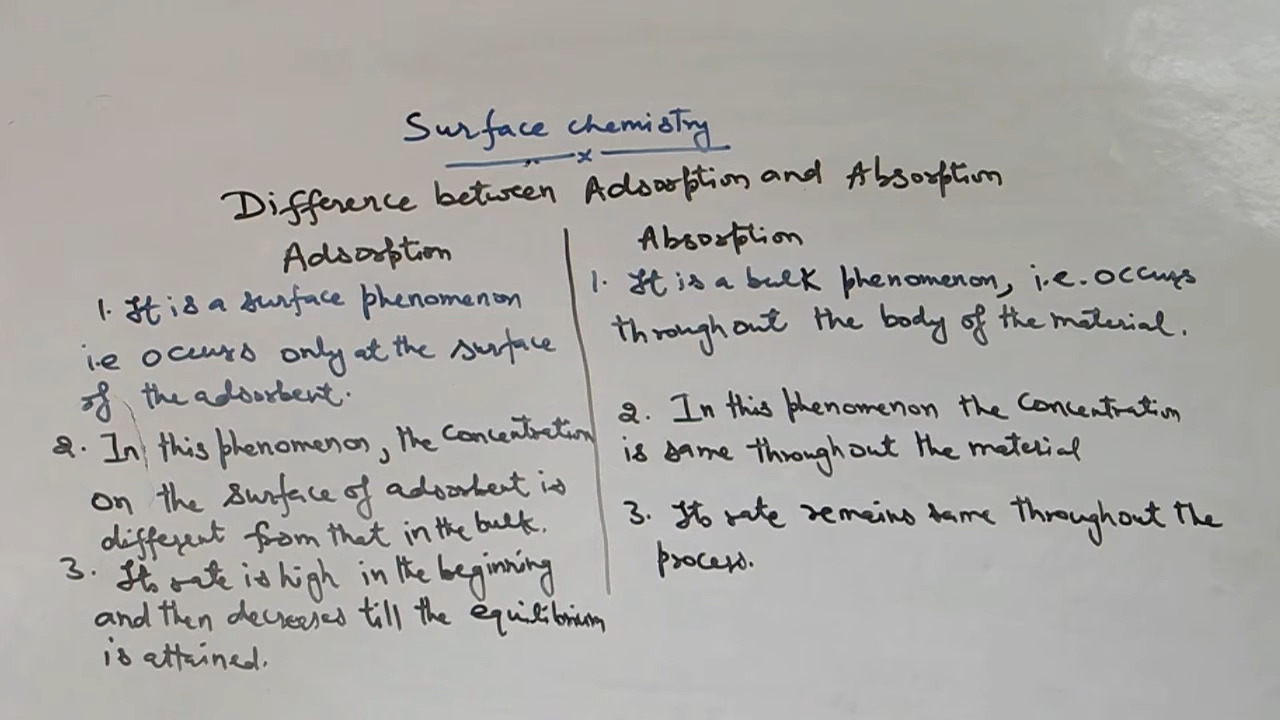 Surface chemistry
Difference between Adsorption and Absorption
Adsorption
1. It is a surface phenomenon
i.e occurs only at the surface
of the adsorbent.
2. In this phenomenon, the concentration
on the surface of adsorbent is
different from that in the bulk.
3. Its rate is high in the beginning
and then decreases till the equilibrium
is attained.
Absorption
1. It is a bulk phenomenon, i.e. occurs
throughout the body of the material.
2. In this phenomenon the concentration
is same throughout the material
3. Its rate remains same throughout the
process.